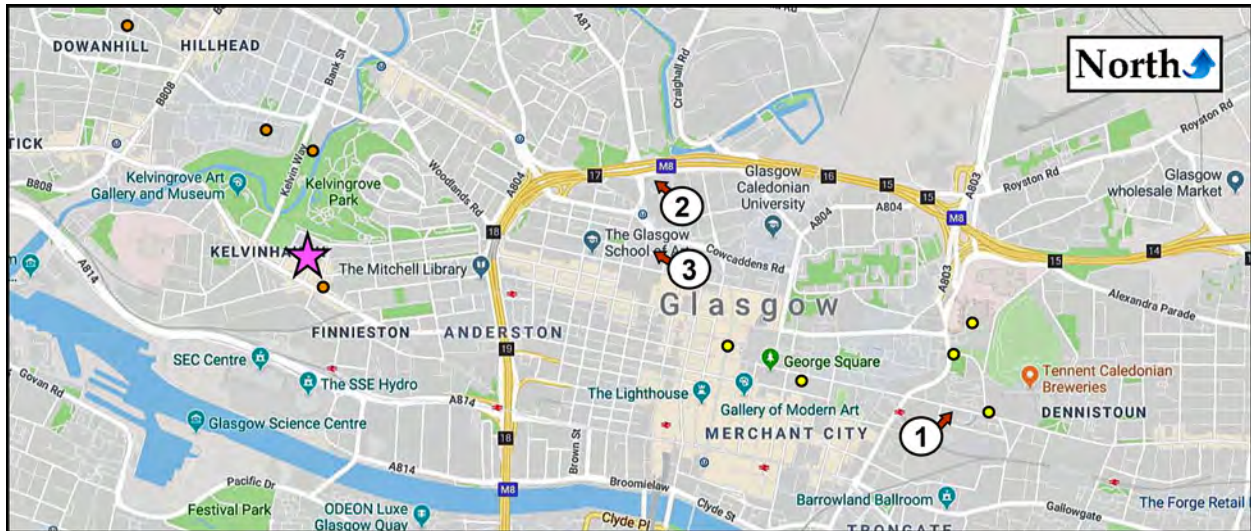 DOWANHILL
HILLHEAD
B808
Bank St
A81
Craighall Rd
North
TICK
B808
Kelvingrove Art
Gallery and Museum
Kelvin Way
Kelvingrove
Park
Woodlands Rd
A804
17
M8
2
Glasgow
Caledonian
University
16
15
15
A803
A804
A804
M8
Royston Rd
Royston Rd
Glasgow
wholesale Market
KELVINHA
The Mitchell Library
18
The Glasgow
School of A
3
Cowcaddens Rd
Glasgow
A803
15
14
Alexandra Parade
A814
FINNIESTON
ANDERSTON
19
SEC Centre
The SSE Hydro
A814
Govan Rd
Glasgow Science Centre
George Square
The Lighthouse
Gallery of Modern Art
MERCHANT CITY
1
Tennent Caledonian
Breweries
DENNISTOUN
18
Brown St
A814
M8
Pacific Dr
Festival Park
ODEON Luxe
Glasgow Quay
Broomielaw
Clyde St
Clyde Pl
Barrowland Ballroom
TRONGATE
Gallowgate
The Forge Retail